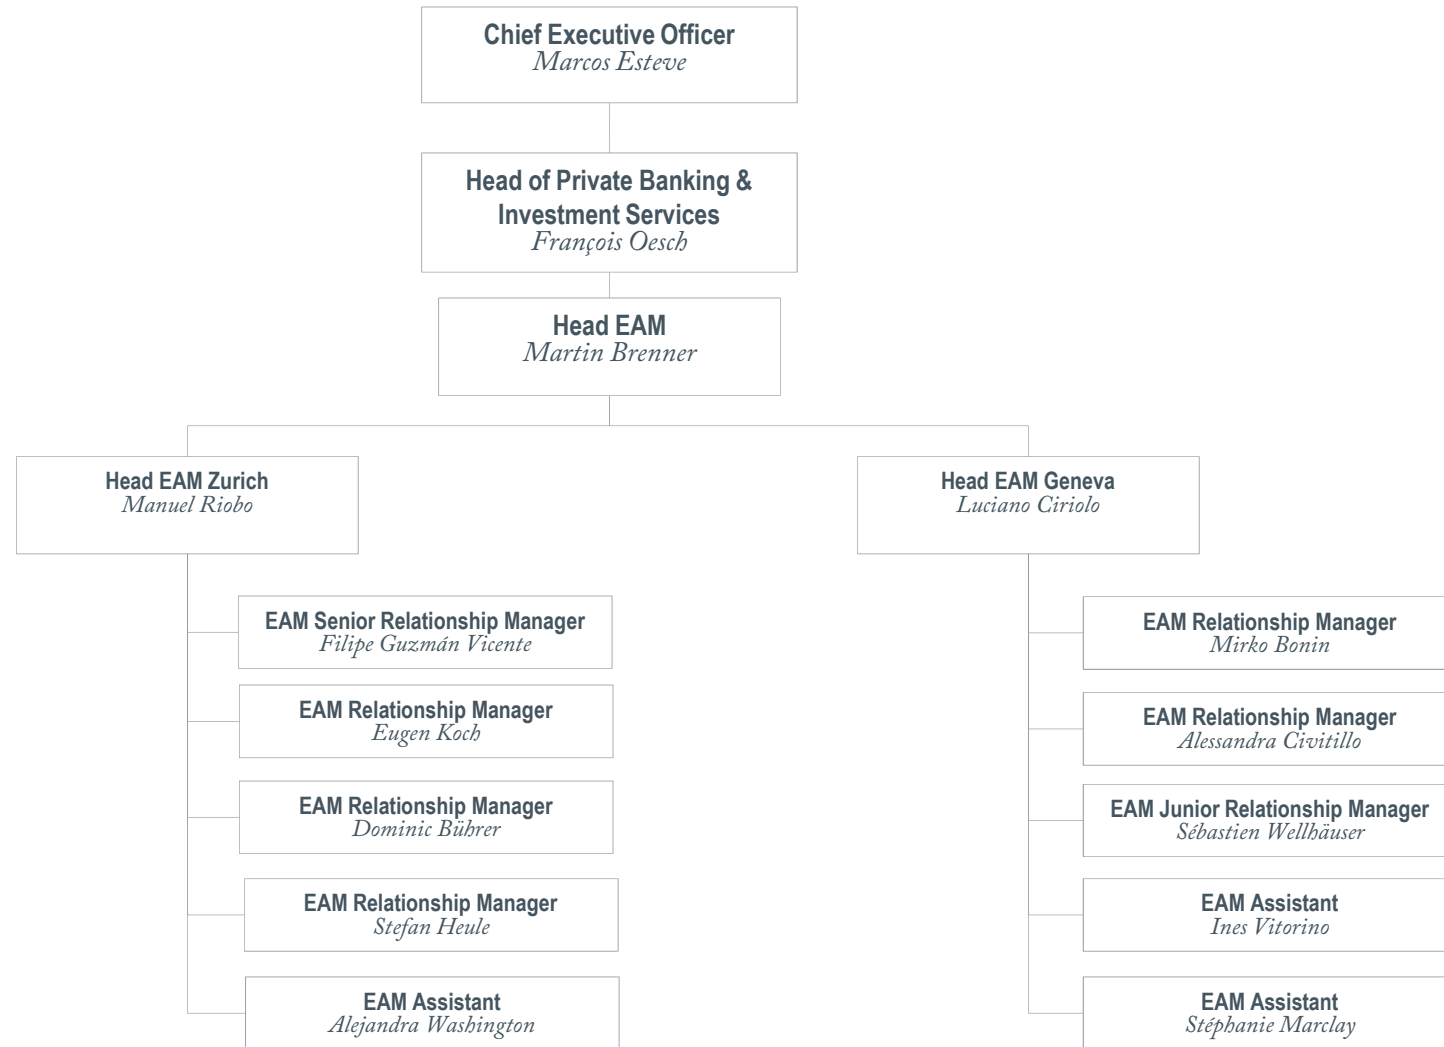 Chief Executive Officer
Marcos Esteve
Head of Private Banking &
Investment Services
François Oesch
Head EAM
Martin Brenner
Head EAM Zurich
Manuel Riobo
Head EAM Geneva
Luciano Ciriolo
EAM Senior Relationship Manager
Filipe Guzmán Vicente
EAM Relationship Manager
Eugen Koch
EAM Relationship Manager
Dominic Bührer
EAM Relationship Manager
Stefan Heule
EAM Assistant
Alejandra Washington
EAM Relationship Manager
Mirko Bonin
EAM Relationship Manager
Alessandra Civitillo
EAM Junior Relationship Manager
Sébastien Wellhäuser
EAM Assistant
Ines Vitorino
EAM Assistant
Stéphanie Marclay